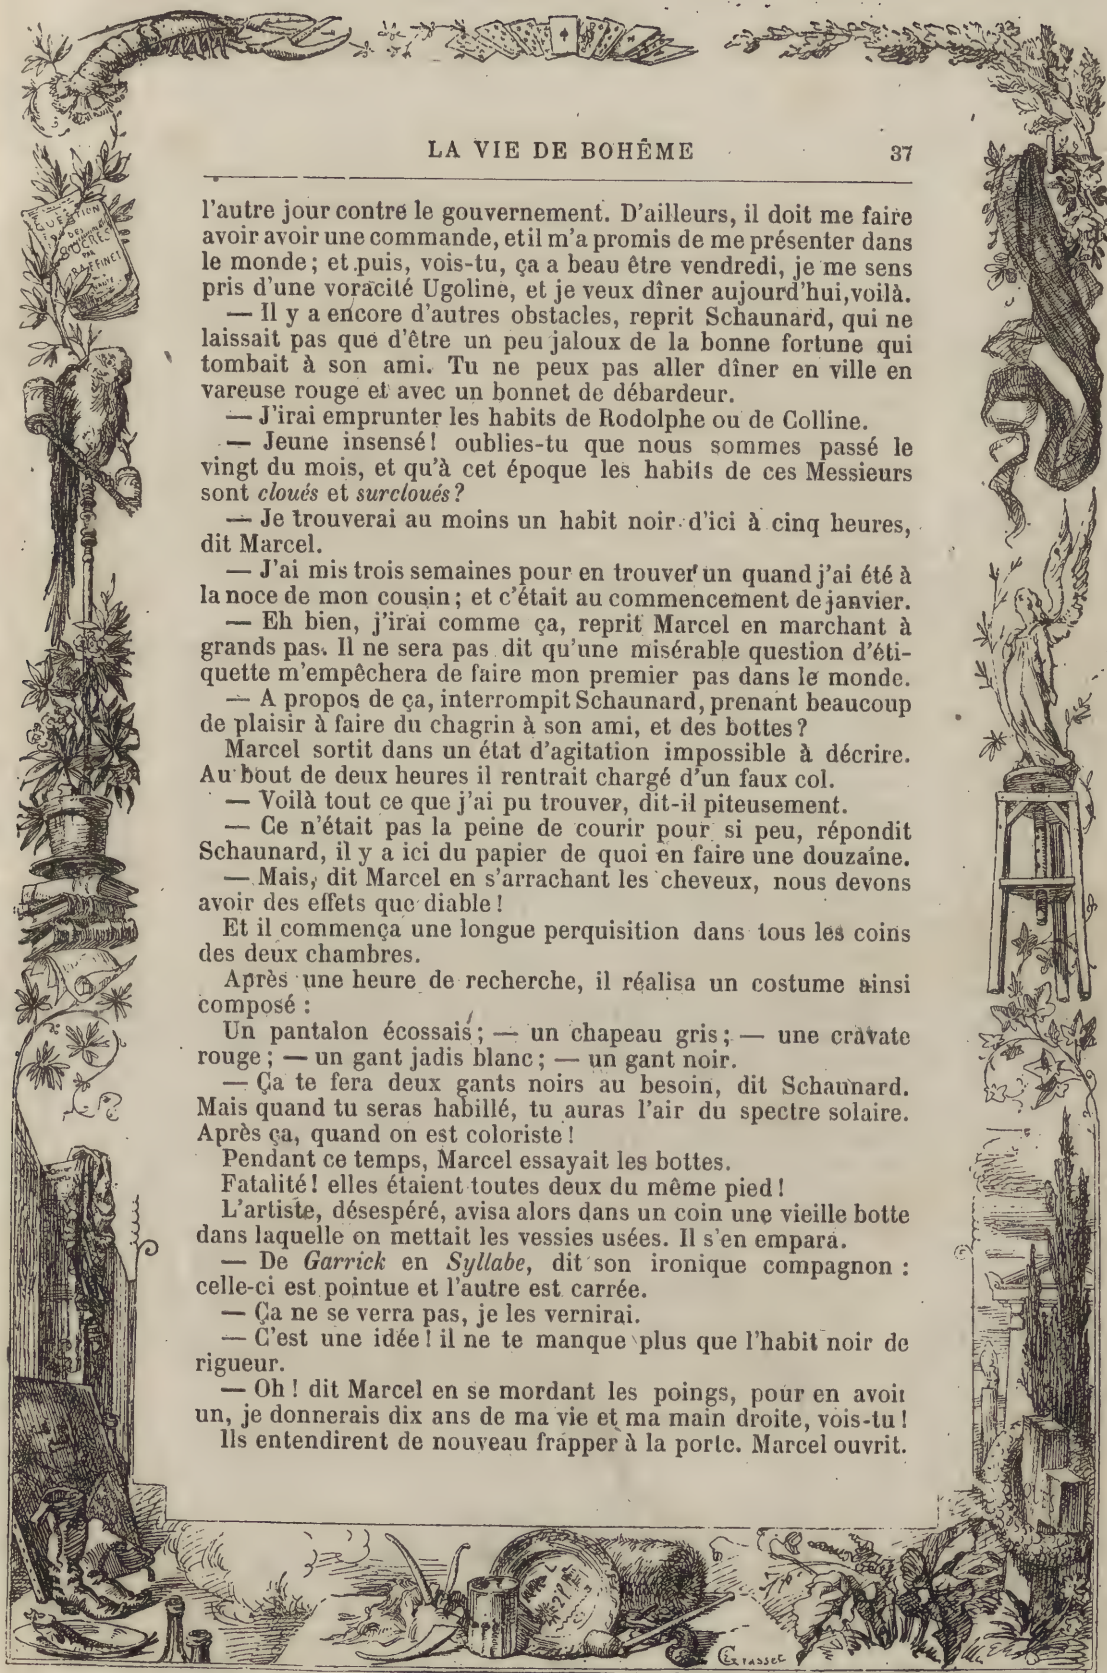 LA VIE DE BOHÊME 37
l'autre jour contre le gouvernement. D'ailleurs, il doit me faire
avoir avoir une commande, et il m'a promis de me présenter dans
le monde; et puis, vois-tu, ça a beau être vendredi, je me sens
pris d'une voracité Ugoline, et je veux dîner aujourd'hui, voilà.
— Il y a encore d'autres obstacles, reprit Schaunard, qui ne
laissait pas que d'être un peu jaloux de la bonne fortune qui
tombait à son ami. Tu ne peux pas aller dîner en ville en
vareuse rouge et avec un bonnet de débardeur.
— J'irai emprunter les habits de Rodolphe ou de Colline.
— Jeune insensé! oublies-tu que nous sommes passé le
vingt du mois, et qu'à cet époque les habits de ces Messieurs
sont cloués et surcloués?
— Je trouverai au moins un habit noir d'ici à cinq heures,
dit Marcel.
— J'ai mis trois semaines pour en trouver un quand j'ai été à
la noce de mon cousin; et c'était au commencement de janvier.
— Eh bien, j'irai comme ça, reprit Marcel en marchant à
grands pas. Il ne sera pas dit qu'une misérable question d'éti-
quette m'empêchera de faire mon premier pas dans le monde.
— A propos de ça, interrompit Schaunard, prenant beaucoup
de plaisir à faire du chagrin à son ami, et des bottes?
Marcel sortit dans un état d'agitation impossible à décrire.
Au bout de deux heures il rentrait chargé d'un faux col.
— Voilà tout ce que j'ai pu trouver, dit-il piteusement.
— Ce n'était pas la peine de courir pour si peu, répondit
Schaunard, il y a ici du papier de quoi en faire une douzaine.
— Mais, dit Marcel en s'arrachant les cheveux, nous devons
avoir des effets que diable!
Et il commença une longue perquisition dans tous les coins
des deux chambres.
Après une heure de recherche, il réalisa un costume ainsi
composé :
Un pantalon écossais; — un chapeau gris; — une cravate
rouge; — un gant jadis blanc; — un gant noir.
— Ça te fera deux gants noirs au besoin, dit Schaunard.
Mais quand tu seras habillé, tu auras l'air du spectre solaire.
Après ça, quand on est coloriste!
Pendant ce temps, Marcel essayait les bottes.
Fatalité! elles étaient toutes deux du même pied!
L'artiste, désespéré, avisa alors dans un coin une vieille botte
dans laquelle on mettait les vessies usées. Il s'en empara.
— De Garrick en Syllabe, dit son ironique compagnon :
celle-ci est pointue et l'autre est carrée.
— Ça ne se verra pas, je les vernirai.
— C'est une idée! il ne te manque plus que l'habit noir de
rigueur.
— Oh! dit Marcel en se mordant les poings, pour en avoir
un, je donnerais dix ans de ma vie et ma main droite, vois-tu!
Ils entendirent de nouveau frapper à la porte. Marcel ouvrit.
QUESTION
DES
SUCRES
PAR